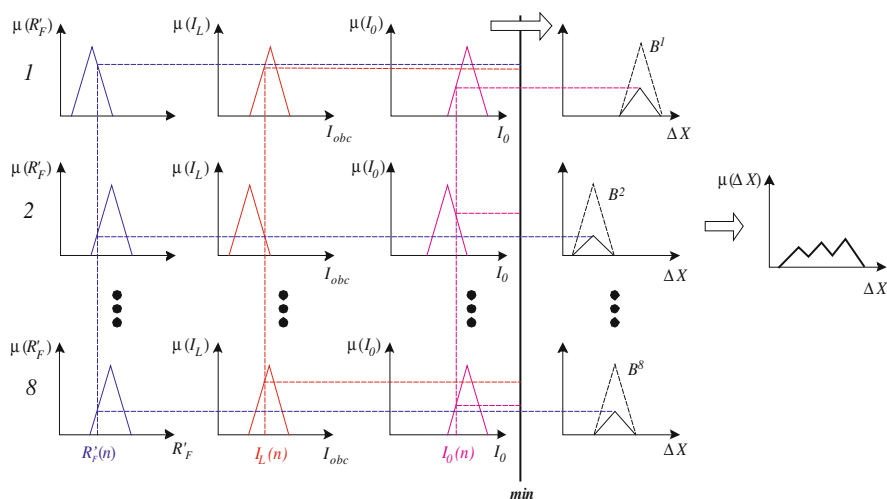 μ(R'F) μ(IL) μ(I0)
1 B1
Iobc I0 ΔX
μ(R'F) μ(IL) μ(I0)
μ(ΔX)
2 B2
Iobc I0 ΔX
ΔX
μ(R'F) μ(IL) μ(I0)
8 B8
R'F(n) R'F IL(n) Iobc I0(n) I0 ΔX
min